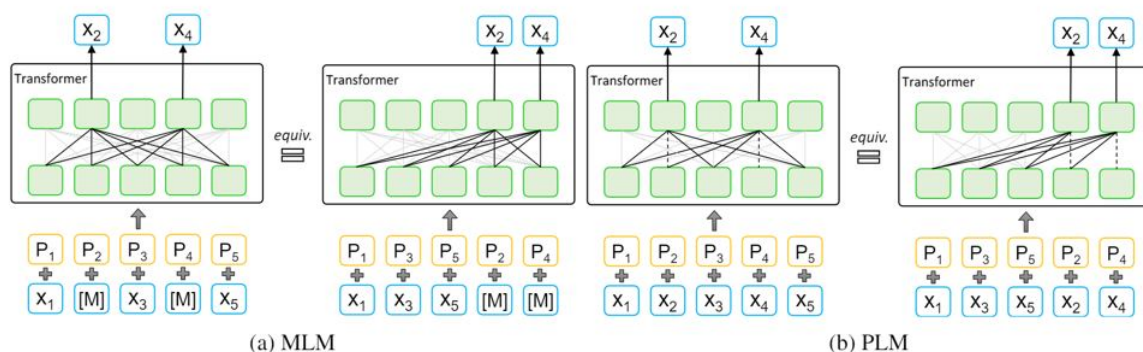 x2 x4 x2 x4 x2 x4 x2 x4
Transformer Transformer Transformer Transformer
equiv. equiv.
P1 P2 P3 P4 P5 P1 P3 P5 P2 P4 P1 P2 P3 P4 P5 P1 P3 P5 P2 P4
x1 [M] x3 [M] x5 x1 x3 x5 [M] [M] x1 x2 x3 x4 x5 x1 x3 x5 x2 x4
(a) MLM (b) PLM